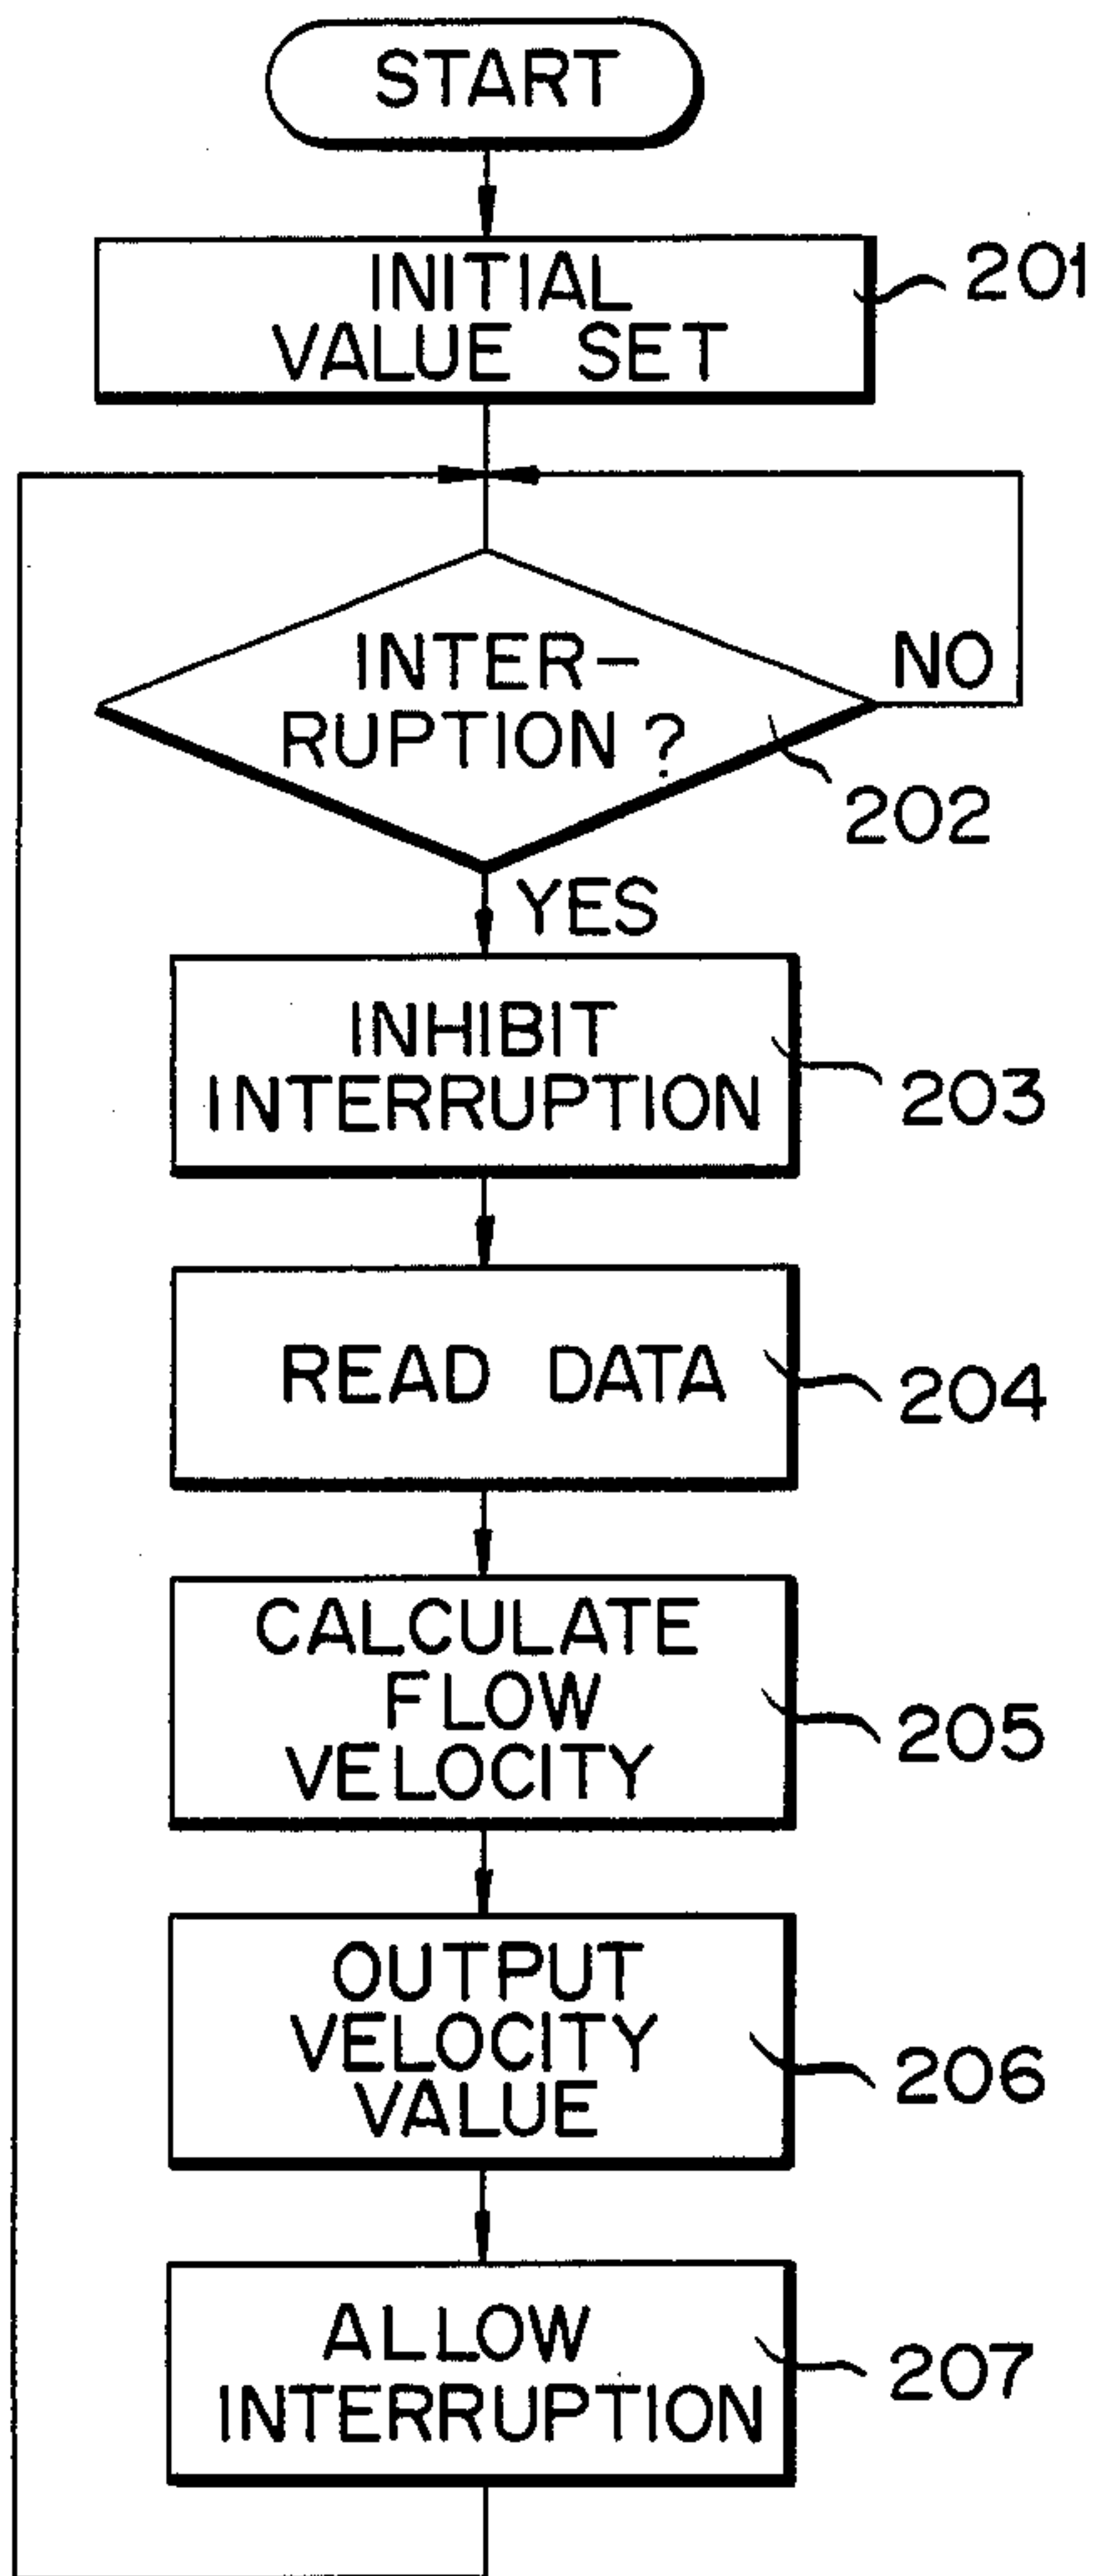 START
INITIAL
VALUE SET
201
INTER-
RUPTION?
NO
202
YES
INHIBIT
INTERRUPTION
203
READ DATA
204
CALCULATE
FLOW
VELOCITY
205
OUTPUT
VELOCITY
VALUE
206
ALLOW
INTERRUPTION
207